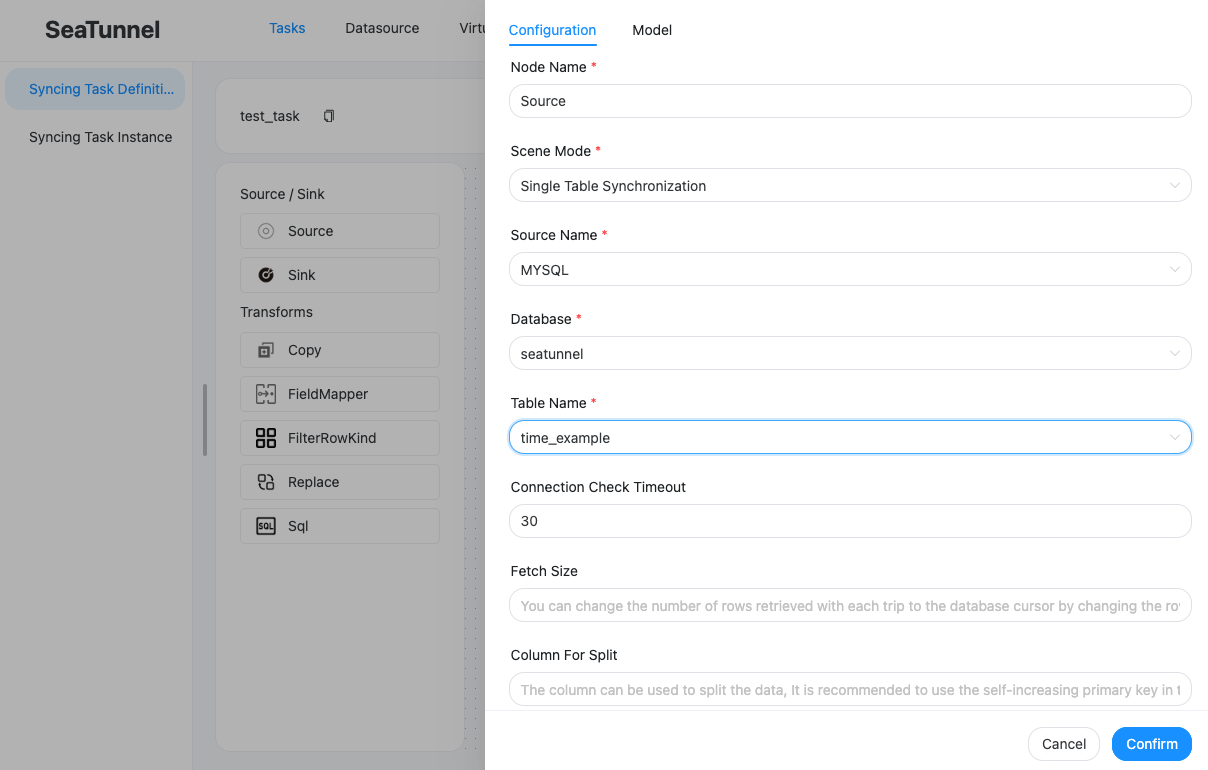 SeaTunnel
Tasks
Datasource
Syncing Task Definiti...
Syncing Task Instance
test_task
Source / Sink
Source
Sink
Transforms
Copy
FieldMapper
FilterRowKind
Replace
SQL
Sql
Configuration
Model
Node Name *
Source
Scene Mode *
Single Table Synchronization
Source Name *
MYSQL
Database *
seatunnel
Table Name *
time_example
Connection Check Timeout
30
Fetch Size
You can change the number of rows retrieved with each trip to the database cursor by changing the
Column For Split
The column can be used to split the data, It is recommended to use the self-increasing primary key in
Cancel
Confirm